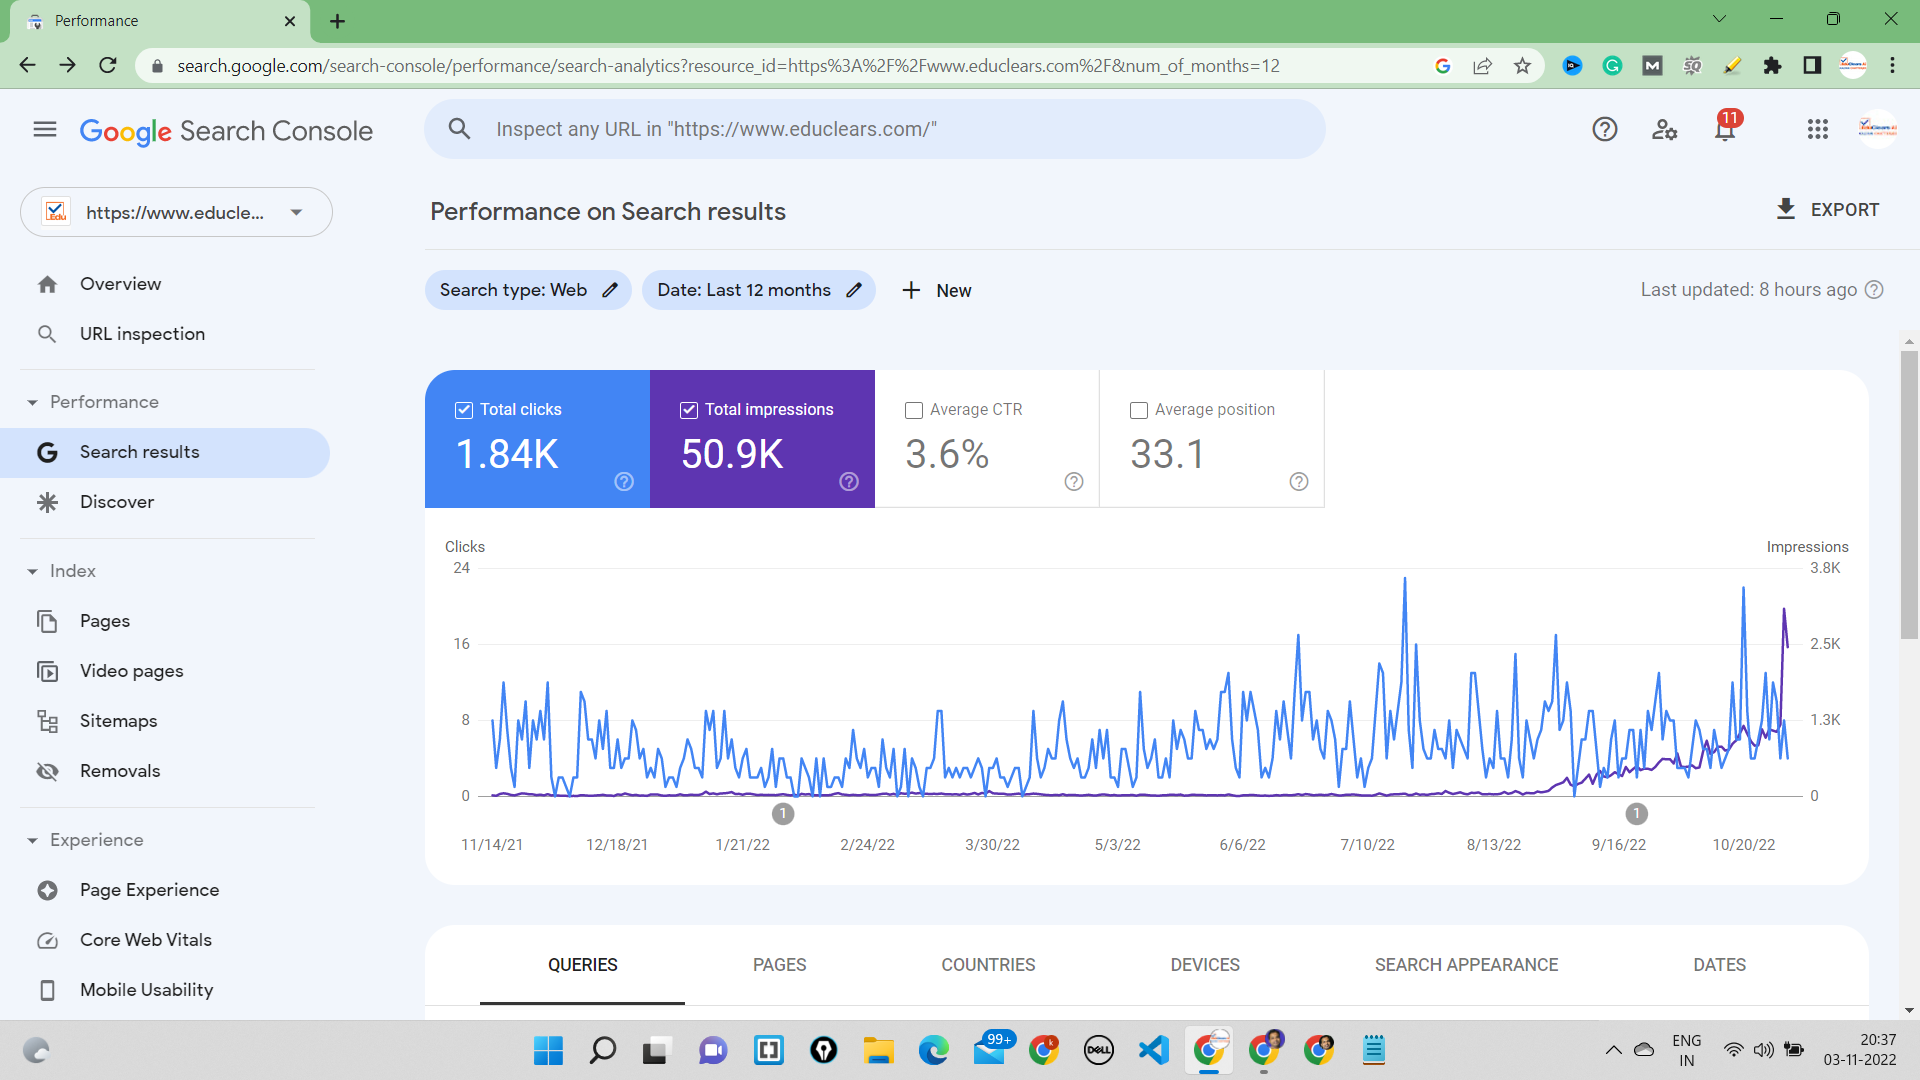 Performance
search.google.com/search-console/performance/search-analytics?resource_id=https%3A%2F%2Fwww.educlears.com%2F&num_of_months=12
Google Search Console
Inspect any URL in "https://www.educlears.com/"
11
https://www.educle...
Performance on Search results
EXPORT
Search type: Web
Date: Last 12 months
New
Last updated: 8 hours ago
Overview
URL inspection
Performance
Search results
Discover
Index
Pages
Video pages
Sitemaps
Removals
Experience
Page Experience
Core Web Vitals
Mobile Usability
Total clicks
1.84K
Total impressions
50.9K
Average CTR
3.6%
Average position
33.1
Clicks
Impressions
24
3.8K
16
2.5K
8
1.3K
0
0
1
1
11/14/21
12/18/21
1/21/22
2/24/22
3/30/22
5/3/22
6/6/22
7/10/22
8/13/22
9/16/22
10/20/22
QUERIES
PAGES
COUNTRIES
DEVICES
SEARCH APPEARANCE
DATES
99+
DELL
ENG
IN
20:37
03-11-2022